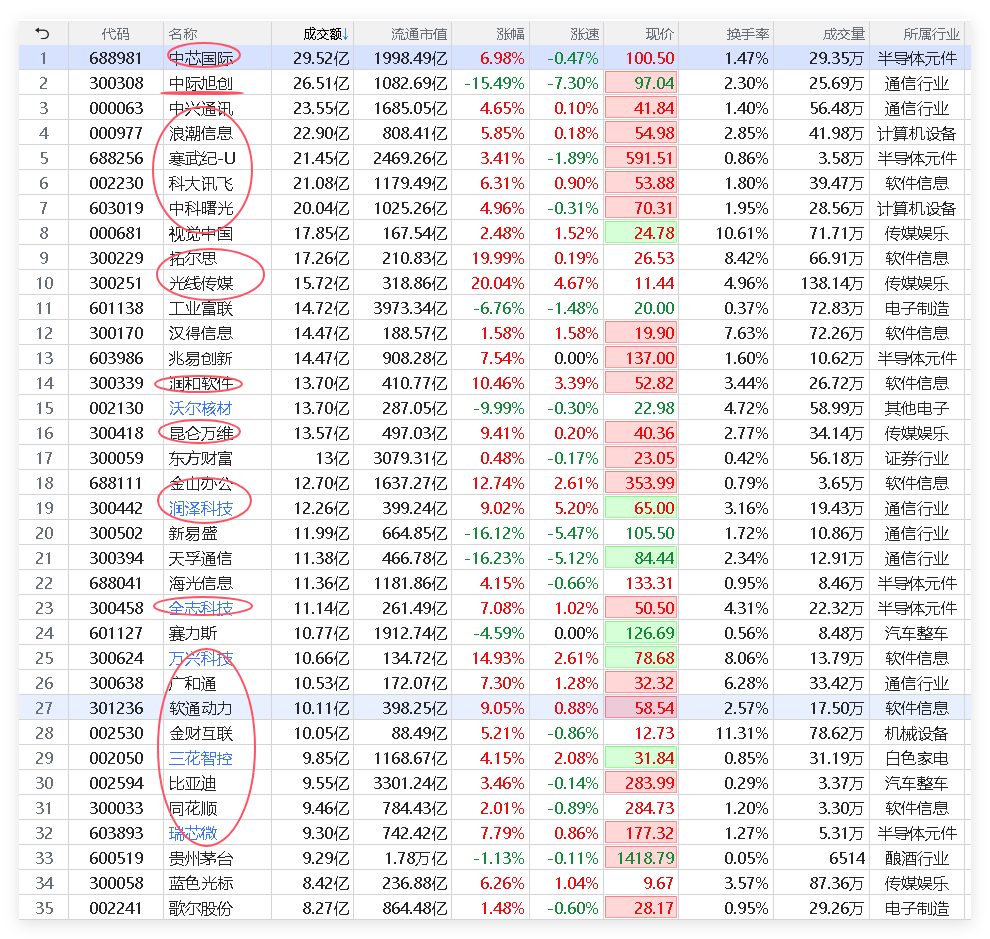 代码 名称 成交额↓ 流通市值 涨幅 涨速 现价 换手率 成交量 所属行业
1 688981 中芯国际 29.52亿 1998.49亿 6.98% -0.47% 100.50 1.47% 29.35万 半导体元件
2 300308 中际旭创 26.51亿 1082.69亿 -15.49% -7.30% 97.04 2.30% 25.69万 通信行业
3 000063 中兴通讯 23.55亿 1685.05亿 4.65% 0.10% 41.84 1.40% 56.48万 通信行业
4 000977 浪潮信息 22.90亿 808.41亿 5.85% 0.18% 54.98 2.85% 41.98万 计算机设备
5 688256 寒武纪-U 21.45亿 2469.26亿 3.41% -1.89% 591.51 0.86% 3.58万 半导体元件
6 002230 科大讯飞 21.08亿 1179.49亿 6.31% 0.90% 53.88 1.80% 39.47万 软件信息
7 603019 中科曙光 20.04亿 1025.26亿 4.96% -0.31% 70.31 1.95% 28.56万 计算机设备
8 000681 视觉中国 17.85亿 167.54亿 2.48% 1.52% 24.78 10.61% 71.71万 传媒娱乐
9 300229 拓尔思 17.26亿 210.83亿 19.99% 0.19% 26.53 8.42% 66.91万 软件信息
10 300251 光线传媒 15.72亿 318.86亿 20.04% 4.67% 11.44 4.96% 138.14万 传媒娱乐
11 601138 工业富联 14.72亿 3973.34亿 -6.76% -1.48% 20.00 0.37% 72.83万 电子制造
12 300170 汉得信息 14.47亿 188.57亿 1.58% 1.58% 19.90 7.63% 72.26万 软件信息
13 603986 兆易创新 14.47亿 908.28亿 7.54% 0.00% 137.00 1.60% 10.62万 半导体元件
14 300339 润和软件 13.70亿 410.77亿 10.46% 3.39% 52.82 3.44% 26.72万 软件信息
15 002130 沃尔核材 13.70亿 287.05亿 -9.99% -0.30% 22.98 4.72% 58.99万 其他电子
16 300418 昆仑万维 13.57亿 497.03亿 9.41% 0.20% 40.36 2.77% 34.14万 传媒娱乐
17 300059 东方财富 13亿 3079.31亿 0.48% -0.17% 23.05 0.42% 56.18万 证券行业
18 688111 金山办公 12.70亿 1637.27亿 12.74% 2.61% 353.99 0.79% 3.65万 软件信息
19 300442 润泽科技 12.26亿 399.24亿 9.02% 5.20% 65.00 3.16% 19.43万 通信行业
20 300502 新易盛 11.99亿 664.85亿 -16.12% -5.47% 105.50 1.72% 10.86万 通信行业
21 300394 天孚通信 11.38亿 466.78亿 -16.23% -5.12% 84.44 2.34% 12.91万 通信行业
22 688041 海光信息 11.36亿 1181.86亿 4.15% -0.66% 133.31 0.95% 8.46万 半导体元件
23 300458 全志科技 11.14亿 261.49亿 7.08% 1.02% 50.50 4.31% 22.32万 半导体元件
24 601127 赛力斯 10.77亿 1912.74亿 -4.59% 0.00% 126.69 0.56% 8.48万 汽车整车
25 300624 万兴科技 10.66亿 134.72亿 14.93% 2.61% 78.68 8.06% 13.79万 软件信息
26 300638 广和通 10.53亿 172.07亿 7.30% 1.28% 32.32 6.28% 33.42万 通信行业
27 301236 软通动力 10.11亿 398.25亿 9.05% 0.88% 58.54 2.57% 17.50万 软件信息
28 002530 金财互联 10.05亿 88.49亿 5.21% -0.86% 12.73 11.31% 78.62万 机械设备
29 002050 三花智控 9.85亿 1168.67亿 4.15% 2.08% 31.84 0.85% 31.19万 白色家电
30 002594 比亚迪 9.55亿 3301.24亿 3.46% -0.14% 283.99 0.29% 3.37万 汽车整车
31 300033 同花顺 9.46亿 784.43亿 2.01% -0.89% 284.73 1.20% 3.30万 软件信息
32 603893 瑞芯微 9.30亿 742.42亿 7.79% 0.86% 177.32 1.27% 5.31万 半导体元件
33 600519 贵州茅台 9.29亿 1.78万亿 -1.13% -0.11% 1418.79 0.05% 6514 酿酒行业
34 300058 蓝色光标 8.42亿 236.88亿 6.26% 1.04% 9.67 3.57% 87.36万 传媒娱乐
35 002241 歌尔股份 8.27亿 864.48亿 1.48% -0.60% 28.17 0.95% 29.26万 电子制造